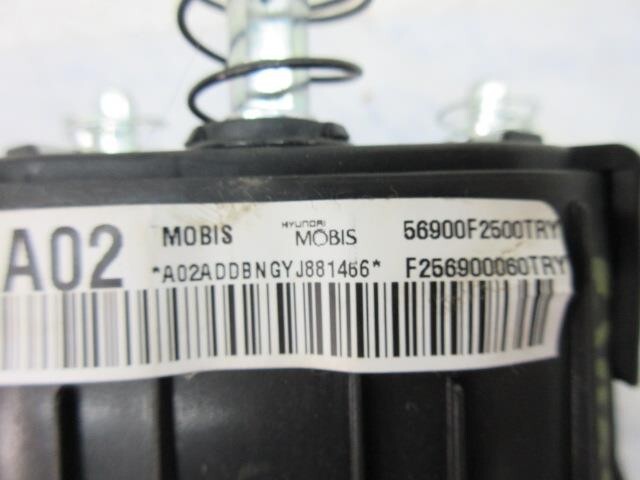 A02
MOBIS
HYUNDAI
MOBIS
56900F2500TRY
*A02ADDBNGYJ881466*
F256900060TRY